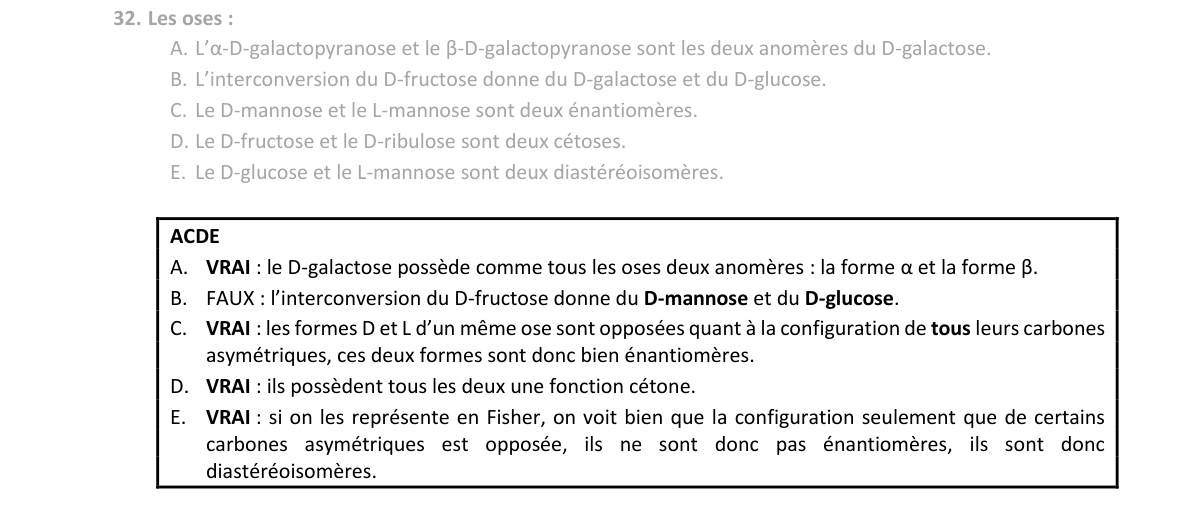 32. Les oses :
A. L'α-D-galactopyranose et le β-D-galactopyranose sont les deux anomères du D-galactose.
B. L'interconversion du D-fructose donne du D-galactose et du D-glucose.
C. Le D-mannose et le L-mannose sont deux énantiomères.
D. Le D-fructose et le D-ribulose sont deux cétoses.
E. Le D-glucose et le L-mannose sont deux diastéréoisomères.
ACDE
A. VRAI : le D-galactose possède comme tous les oses deux anomères : la forme α et la forme β.
B. FAUX : l'interconversion du D-fructose donne du D-mannose et du D-glucose.
C. VRAI : les formes D et L d'un même ose sont opposées quant à la configuration de tous leurs carbones
asymétriques, ces deux formes sont donc bien énantiomères.
D. VRAI : ils possèdent tous les deux une fonction cétone.
E. VRAI : si on les représente en Fisher, on voit bien que la configuration seulement que de certains
carbones asymétriques est opposée, ils ne sont donc pas énantiomères, ils sont donc
diastéréoisomères.